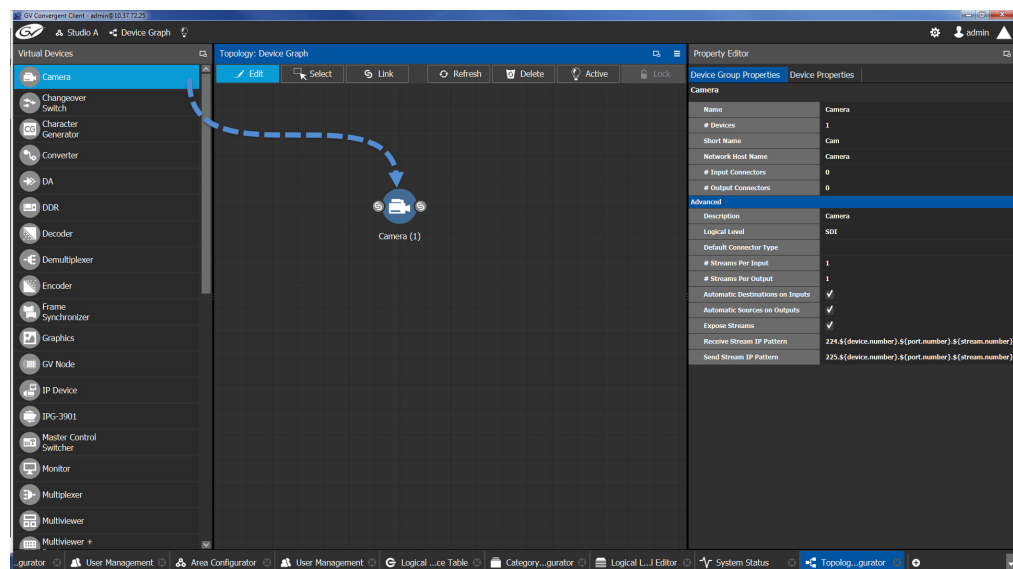 GV Convergent Client - admin@10.37.72.25
GV Studio A Device Graph admin
Virtual Devices
Camera
Changeover
Switch
CG Character
Generator
Converter
DA
DDR
Decoder
Demultiplexer
Encoder
Frame
Synchronizer
Graphics
GV Node
IP Device
IPG-3901
Master Control
Switcher
Monitor
Multiplexer
Multiviewer
Multiviewer +
Topology: Device Graph
Edit Select Link Refresh Delete Active Lock
Camera (1)
Property Editor
Device Group Properties Device Properties
Camera
Name Camera
# Devices 1
Short Name Cam
Network Host Name Camera
# Input Connectors 0
# Output Connectors 0
Advanced
Description Camera
Logical Level SDI
Default Connector Type
# Streams Per Input 1
# Streams Per Output 1
Automatic Destinations on Inputs
Automatic Sources on Outputs
Expose Streams
Receive Stream IP Pattern 224.${device.number}.${port.number}.${stream.number}
Send Stream IP Pattern 225.${device.number}.${port.number}.${stream.number}
..gurator User Management Area Configurator User Management Logical ...ce Table Category...gurator Logical L...l Editor System Status Topolog...gurator